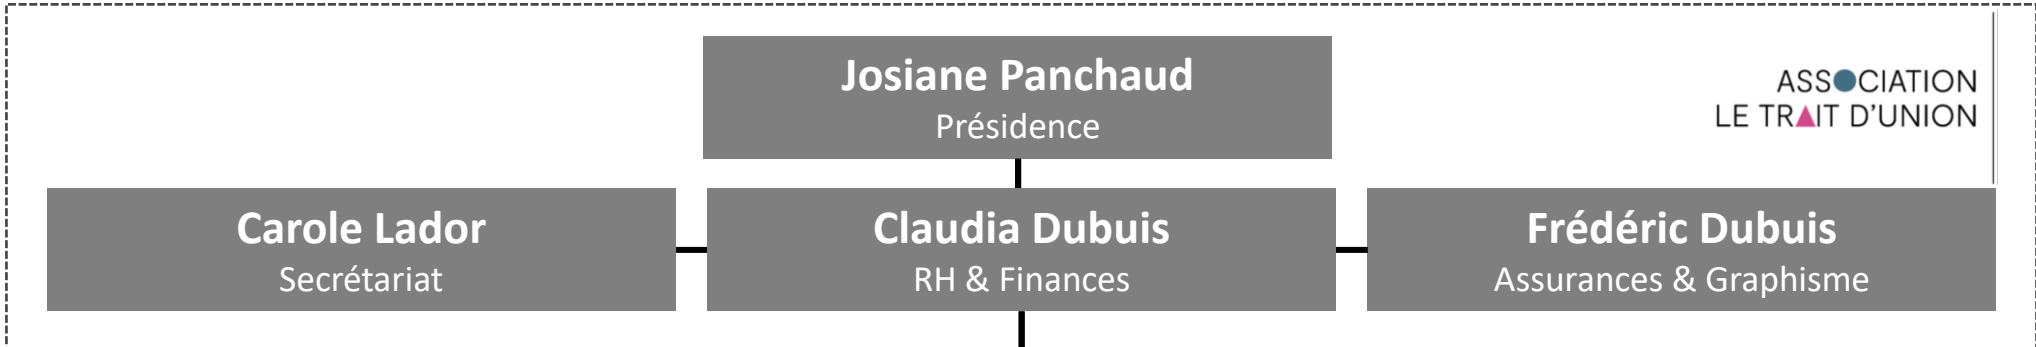 Josiane Panchaud
Présidence
ASSOCIATION
LE TRAIT D'UNION
Carole Lador
Secrétariat
Claudia Dubuis
RH & Finances
Frédéric Dubuis
Assurances & Graphisme